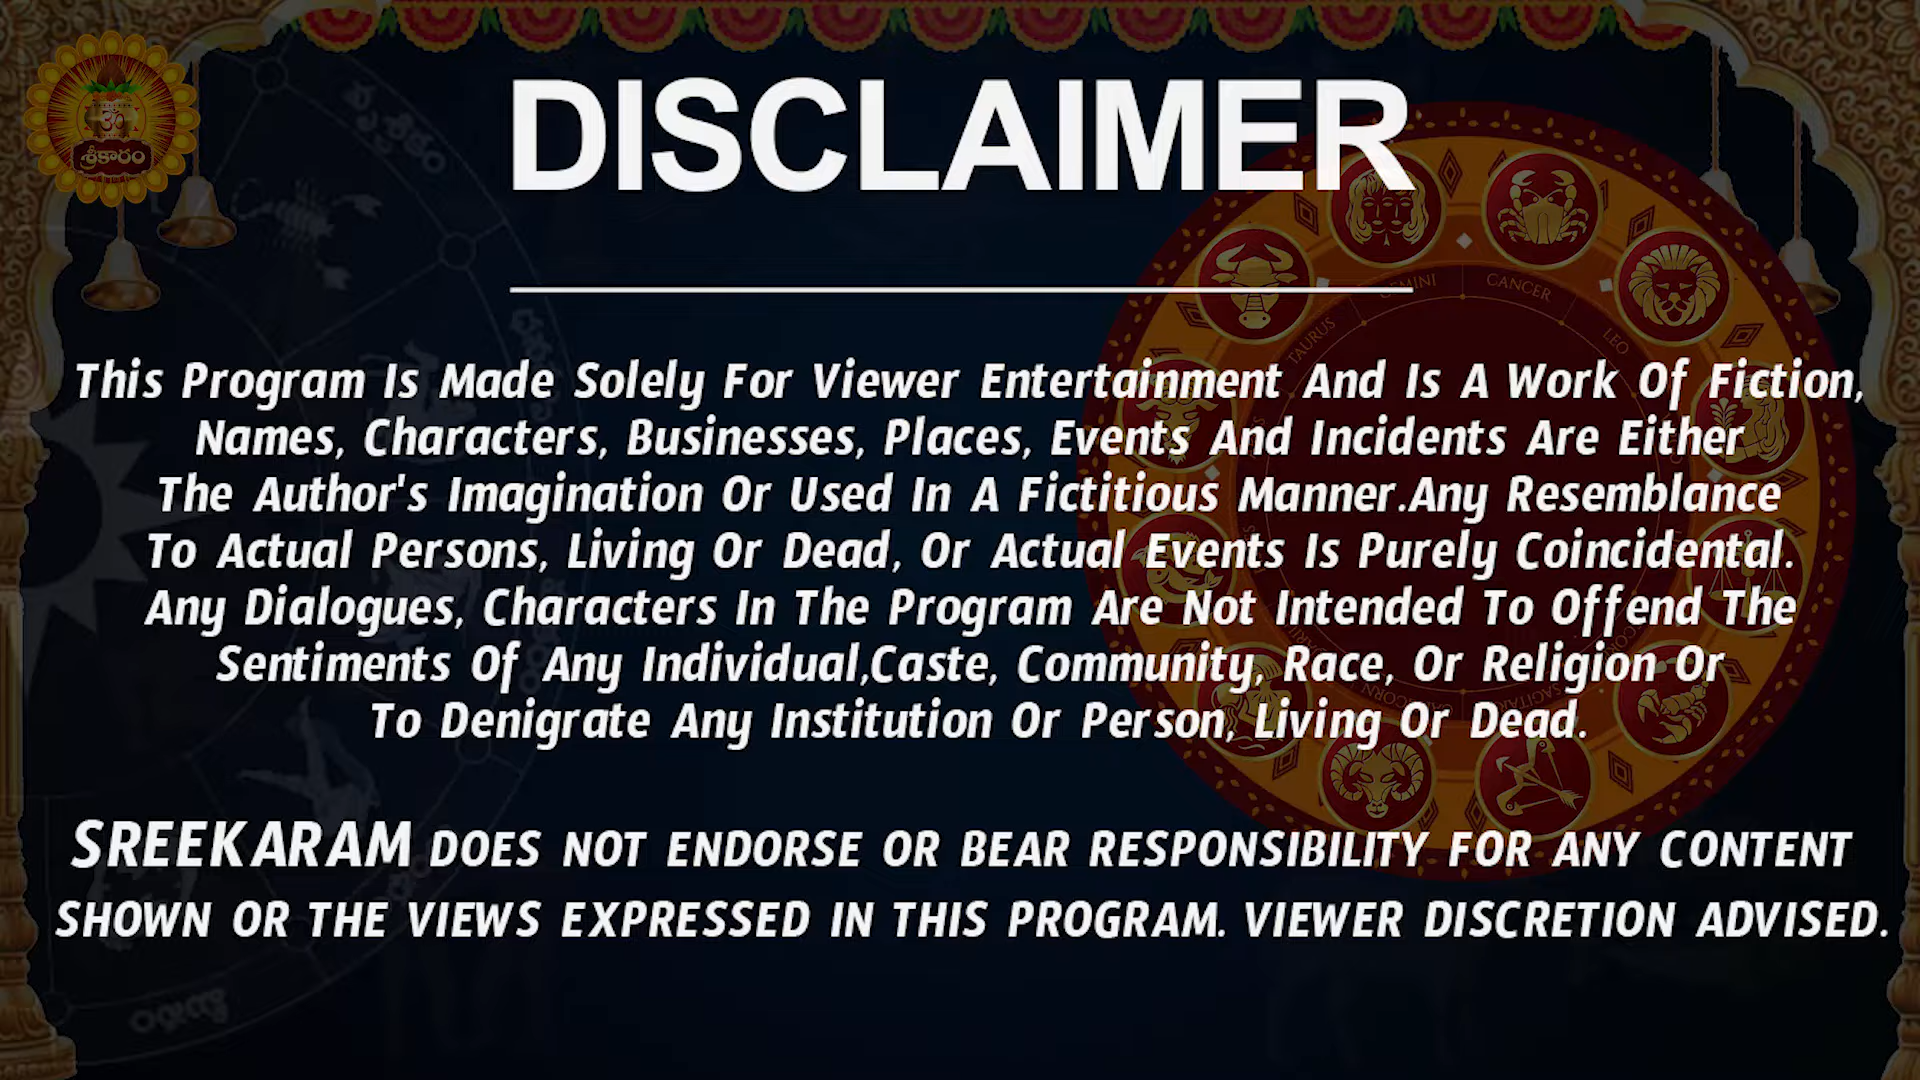 శ్రీకారం
DISCLAIMER
GEMINI
CANCER
TAURUS
LEO
This Program Is Made Solely For Viewer Entertainment And Is A Work Of Fiction,
Names, Characters, Businesses, Places, Events And Incidents Are Either
The Author's Imagination Or Used In A Fictitious Manner.Any Resemblance
To Actual Persons, Living Or Dead, Or Actual Events Is Purely Coincidental.
Any Dialogues, Characters In The Program Are Not Intended To Offend The
Sentiments Of Any Individual,Caste, Community, Race, Or Religion Or
To Denigrate Any Institution Or Person, Living Or Dead.
SREEKARAM DOES NOT ENDORSE OR BEAR RESPONSIBILITY FOR ANY CONTENT
SHOWN OR THE VIEWS EXPRESSED IN THIS PROGRAM. VIEWER DISCRETION ADVISED.